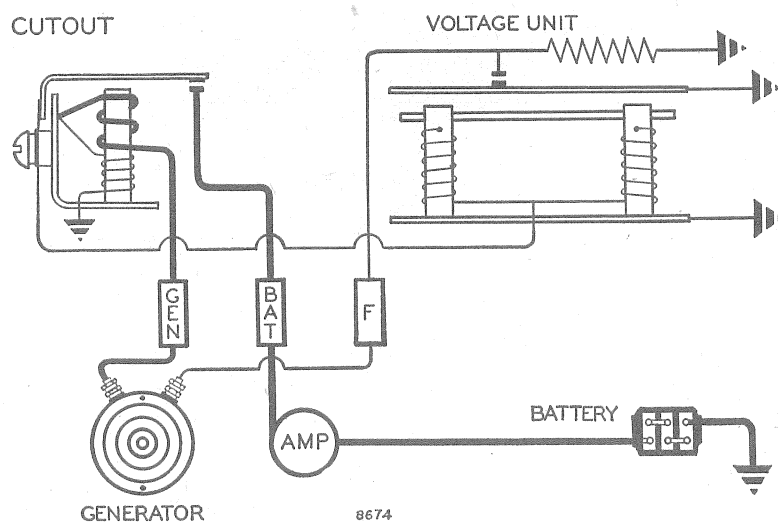 CUTOUT
VOLTAGE UNIT
GEN
BAT
F
BATTERY
AMP
GENERATOR
8674